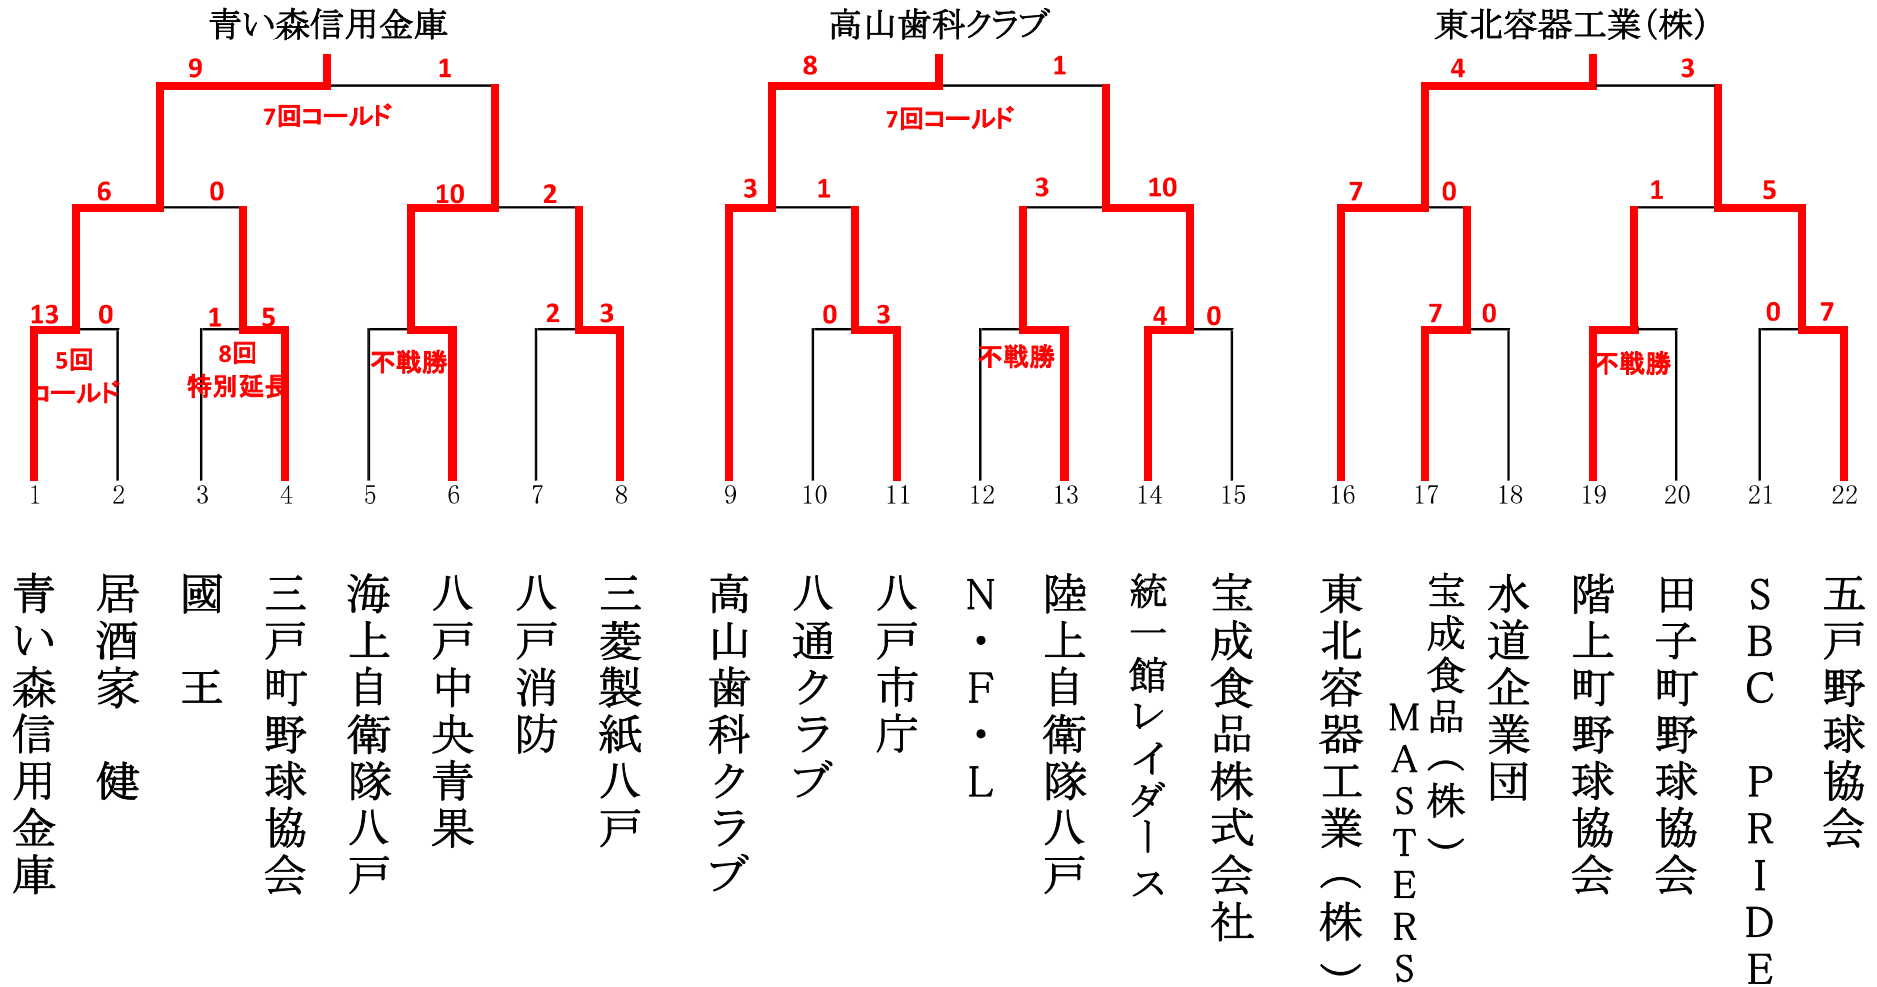 青い森信用金庫
高山歯科クラブ
東北容器工業(株)
9
1
8
1
4
3
7回コールド
7回コールド
6
0
10
2
3
1
3
10
7
0
1
5
13
0
1
5
2
3
0
3
4
0
7
0
0
7
5回
コールド
8回
特別延長
不戦勝
不戦勝
不戦勝
1
2
3
4
5
6
7
8
9
10
11
12
13
14
15
16
17
18
19
20
21
22
青い森信用金庫
居酒家 健
國 王
三戸町野球協会
海上自衛隊八戸
八戸中央青果
八戸消防
三菱製紙八戸
高山歯科クラブ
八通クラブ
八戸市庁
N・F・L
陸上自衛隊八戸
統一館レイダース
宝成食品株式会社
東北容器工業(株)
宝成食品(株)
MASTERS
水道企業団
階上町野球協会
田子町野球協会
SBC PRIDE
五戸野球協会